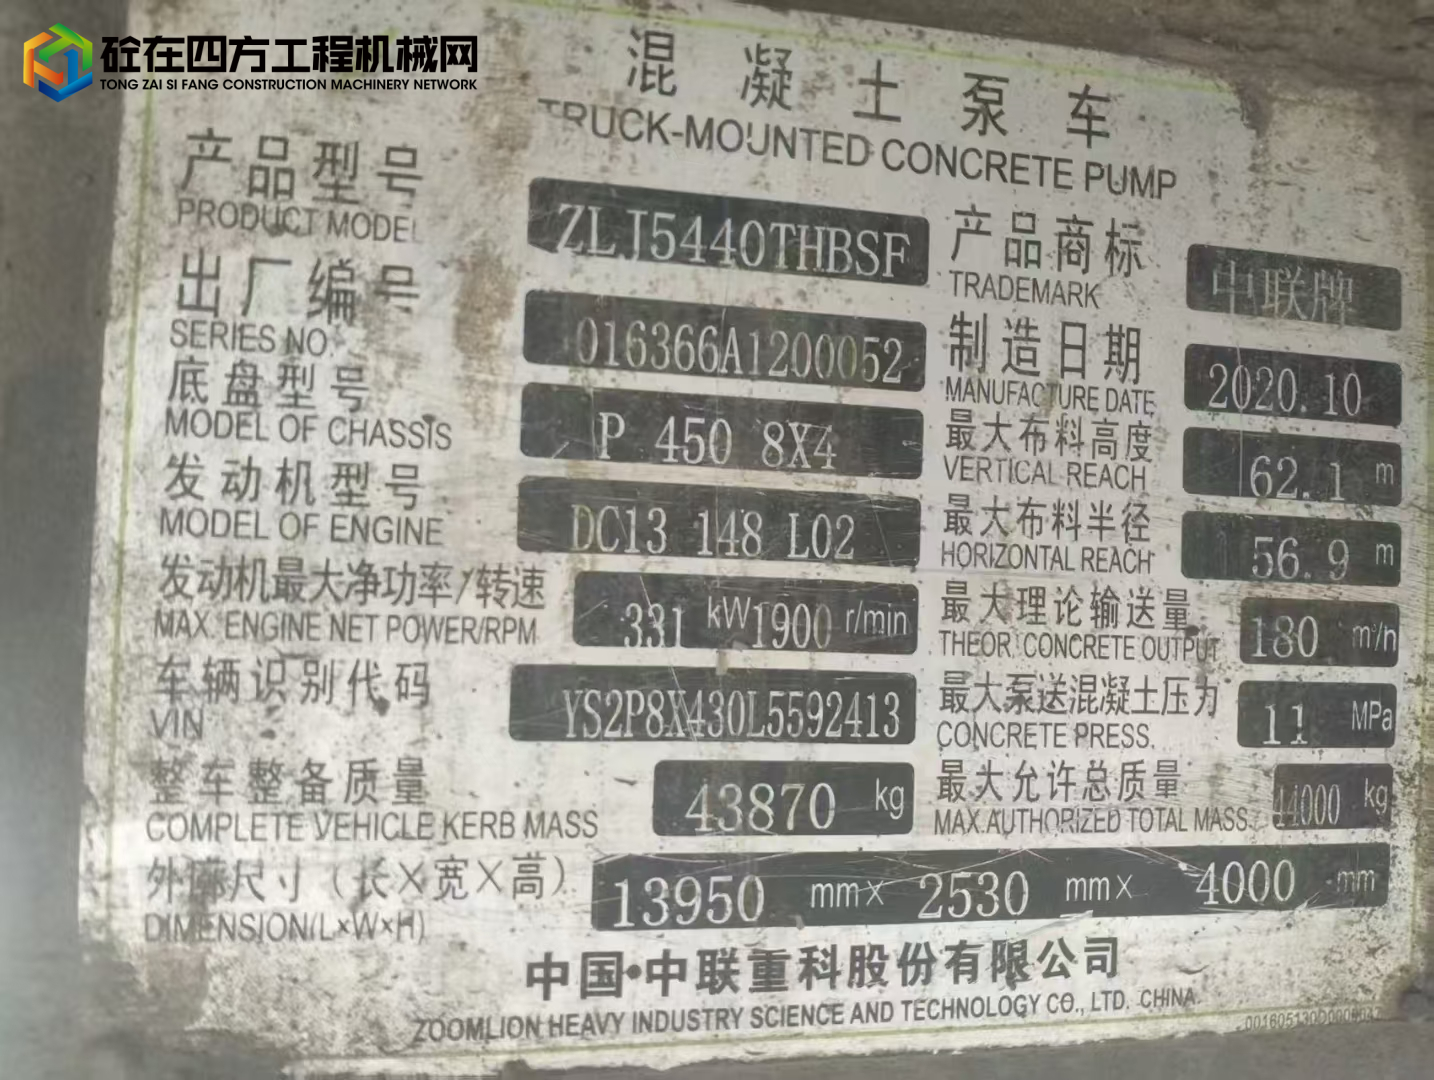 砼在四方工程机械网
TONG ZAI SI FANG CONSTRUCTION MACHINERY NETWORK
混凝土泵车
TRUCK-MOUNTED CONCRETE PUMP
产品型号 ZLJ5440THBSF 产品商标 中联牌
PRODUCT MODEL TRADEMARK
出厂编号 016366A1200052 制造日期 2020.10
SERIES NO. MANUFACTURE DATE
底盘型号 P 450 8X4 最大布料高度 62.1 m
MODEL OF CHASSIS VERTICAL REACH
发动机型号 DC13 148 L02 最大布料半径 56.9 m
MODEL OF ENGINE HORIZONTAL REACH
发动机最大净功率/转速 331 kW1900 r/min 最大理论输送量 180 m³/h
MAX. ENGINE NET POWER/RPM THEOR. CONCRETE OUTPUT
车辆识别代码 YS2P8X430L5592413 最大泵送混凝土压力 11 MPa
VIN CONCRETE PRESS.
整车整备质量 43870 kg 最大允许总质量 44000 kg
COMPLETE VEHICLE KERB MASS MAX.AUTHORIZED TOTAL MASS
外廓尺寸(长×宽×高) 13950 mm× 2530 mm× 4000 mm
DIMENSION(L×W×H)
中国·中联重科股份有限公司
ZOOMLION HEAVY INDUSTRY SCIENCE AND TECHNOLOGY CO., LTD. CHINA